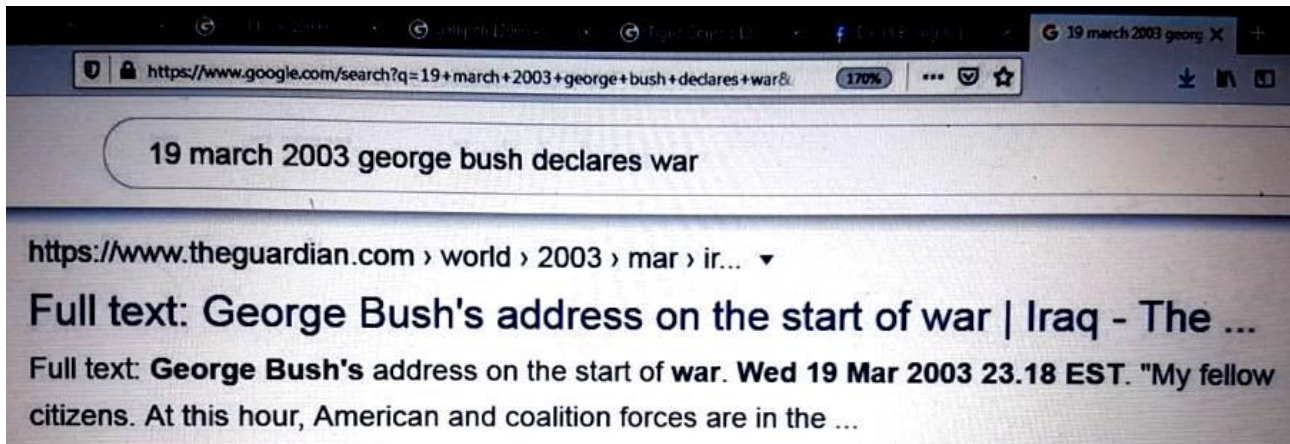 19 march 2003 georg
https://www.google.com/search?q=19+march+2003+george+bush+declares+war&
170%
19 march 2003 george bush declares war
https://www.theguardian.com › world › 2003 › mar › ir...
Full text: George Bush's address on the start of war | Iraq - The ...
Full text: George Bush's address on the start of war. Wed 19 Mar 2003 23.18 EST. "My fellow
citizens. At this hour, American and coalition forces are in the ...